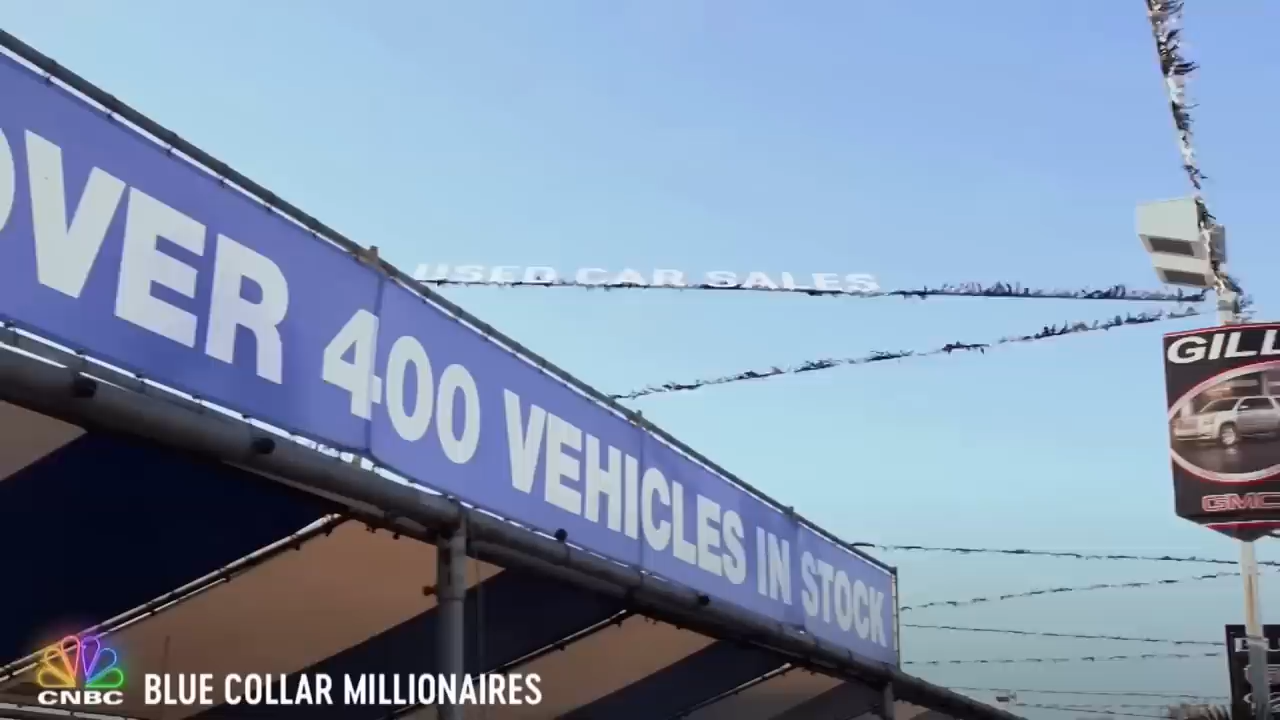 OVER 400 VEHICLES IN STOCK
USED CAR SALES
GILL
GMC
CNBC
BLUE COLLAR MILLIONAIRES